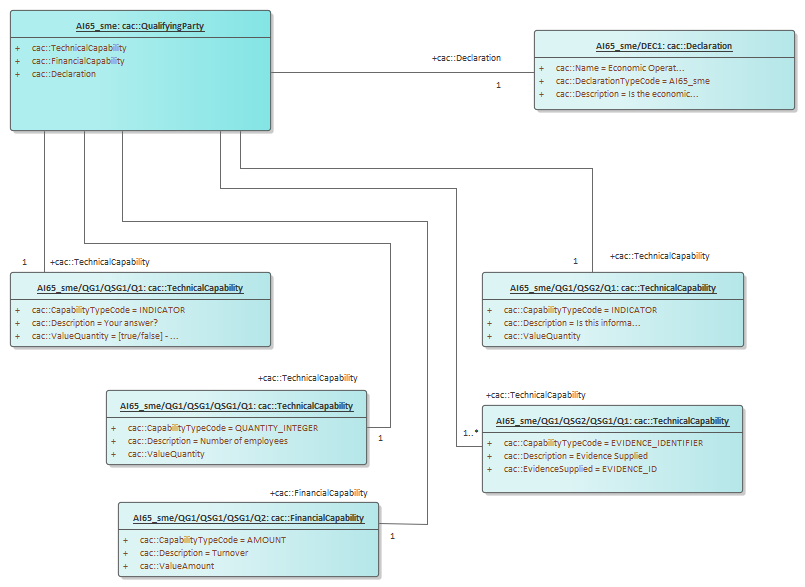 AI65_sme: cac::QualifyingParty
+ cac::TechnicalCapability
+ cac::FinancialCapability
+ cac::Declaration
+cac::Declaration
1
AI65_sme/DEC1: cac::Declaration
+ cac::Name = Economic Operat...
+ cac::DeclarationTypeCode = AI65_sme
+ cac::Description = Is the economic...
1
+cac::TechnicalCapability
AI65_sme/QG1/QSG1/Q1: cac::TechnicalCapability
+ cac::CapabilityTypeCode = INDICATOR
+ cac::Description = Your answer?
+ cac::ValueQuantity = [true/false] - ...
1
+cac::TechnicalCapability
AI65_sme/QG1/QSG2/Q1: cac::TechnicalCapability
+ cac::CapabilityTypeCode = INDICATOR
+ cac::Description = Is this informa...
+ cac::ValueQuantity
+cac::TechnicalCapability
AI65_sme/QG1/QSG1/QSG1/Q1: cac::TechnicalCapability
+ cac::CapabilityTypeCode = QUANTITY_INTEGER
+ cac::Description = Number of employees
+ cac::ValueQuantity
1
+cac::TechnicalCapability
1..*
AI65_sme/QG1/QSG2/QSG1/Q1: cac::TechnicalCapability
+ cac::CapabilityTypeCode = EVIDENCE_IDENTIFIER
+ cac::Description = Evidence Supplied
+ cac::EvidenceSupplied = EVIDENCE_ID
+cac::FinancialCapability
AI65_sme/QG1/QSG1/QSG1/Q2: cac::FinancialCapability
+ cac::CapabilityTypeCode = AMOUNT
+ cac::Description = Turnover
+ cac::ValueAmount
1